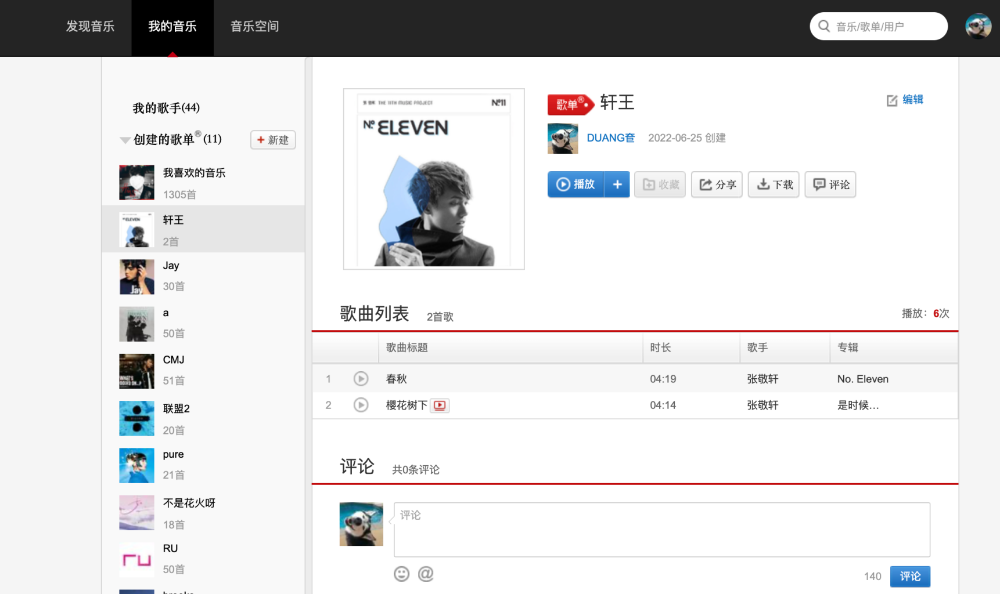 发现音乐
我的音乐
音乐空间
音乐/歌单/用户
我的歌手(44)
创建的歌单®(11)
+ 新建
我喜欢的音乐
1305首
轩王
2首
Jay
30首
a
50首
CMJ
51首
联盟2
20首
pure
21首
不是花火呀
18首
RU
50首
THE 11TH MUSIC PROJECT
Nº11
Nº ELEVEN
歌单®
轩王
编辑
DUANG奆 2022-06-25 创建
播放
+
收藏
分享
下载
评论
歌曲列表 2首歌
播放：6次
歌曲标题 时长 歌手 专辑
1 春秋 04:19 张敬轩 No. Eleven
2 樱花树下 04:14 张敬轩 是时候...
评论 共0条评论
评论
@
140
评论